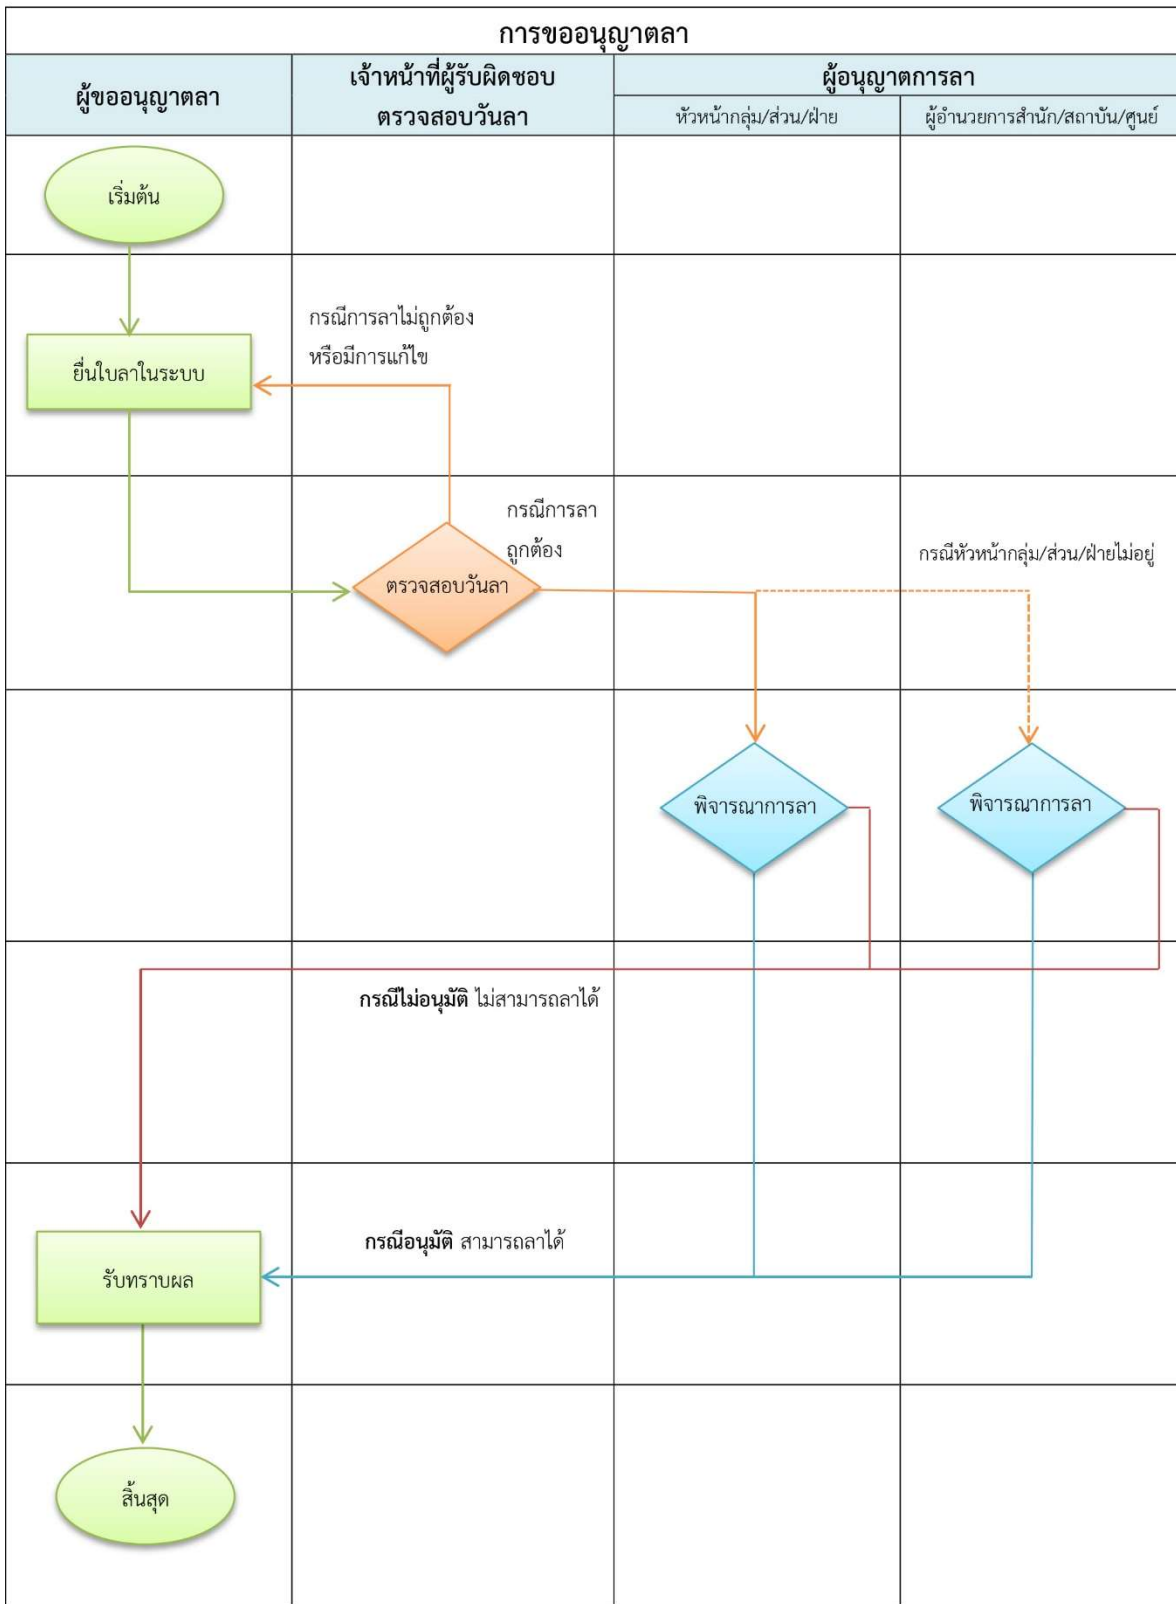 การขออนุญาตลา
ผู้ขออนุญาตลา
เจ้าหน้าที่ผู้รับผิดชอบ
ตรวจสอบวันลา
ผู้อนุญาตการลา
หัวหน้ากลุ่ม/ส่วน/ฝ่าย
ผู้อำนวยการสำนัก/สถาบัน/ศูนย์
เริ่มต้น
กรณีการลาไม่ถูกต้อง
หรือมีการแก้ไข
ยื่นใบลาในระบบ
กรณีการลา
ถูกต้อง
กรณีหัวหน้ากลุ่ม/ส่วน/ฝ่ายไม่อยู่
ตรวจสอบวันลา
พิจารณาการลา
พิจารณาการลา
กรณีไม่อนุมัติ ไม่สามารถลาได้
กรณีอนุมัติ สามารถลาได้
รับทราบผล
สิ้นสุด